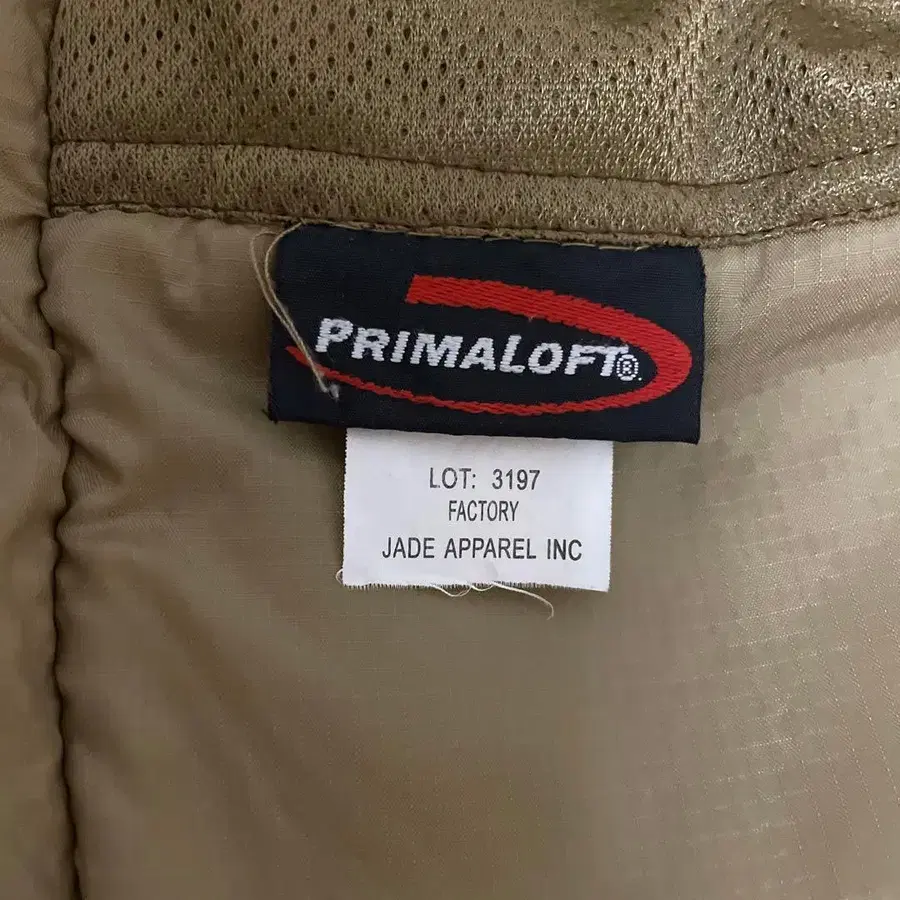 PRIMALOFT®
LOT: 3197
FACTORY
JADE APPAREL INC